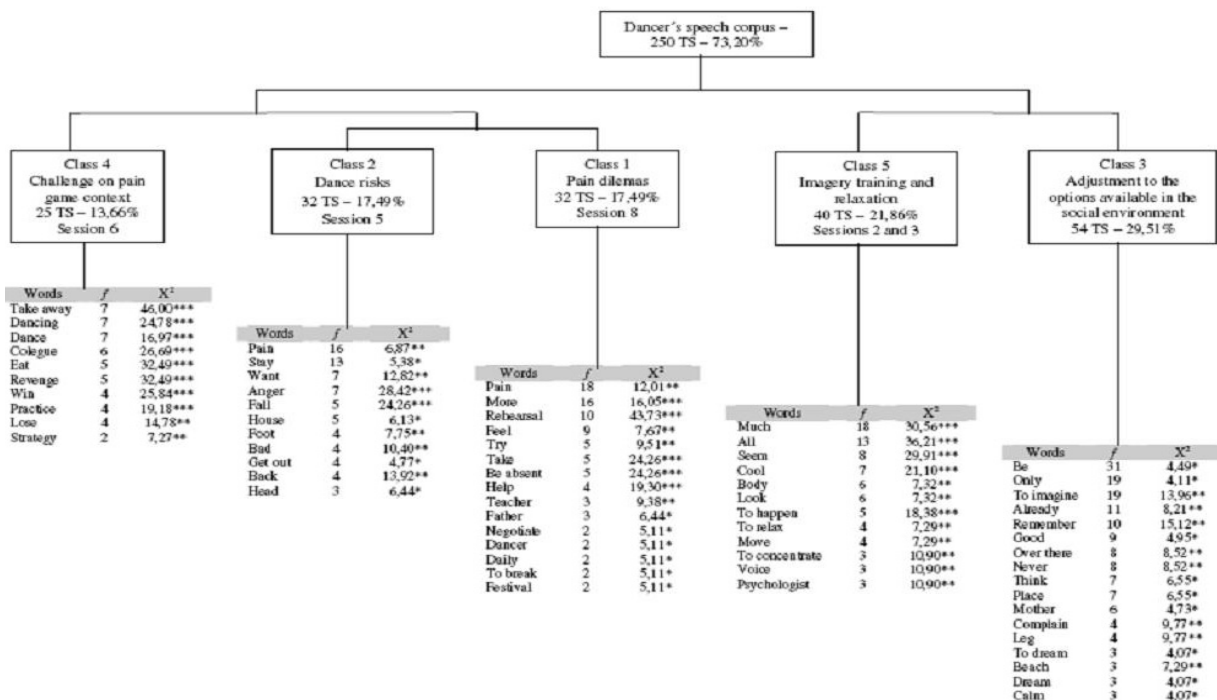 Dancer´s speech corpus –
250 TS – 73,20%
Class 4
Challenge on pain
game context
25 TS – 13,66%
Session 6
Class 2
Dance risks
32 TS – 17,49%
Session 5
Class 1
Pain dilemas
32 TS – 17,49%
Session 8
Class 5
Imagery training and
relaxation
40 TS – 21,86%
Sessions 2 and 3
Class 3
Adjustment to the
options available in the
social environment
54 TS – 29,51%
Words f X²
Take away 7 46,00***
Dancing 7 24,78***
Dance 7 16,97***
Colegue 6 26,69***
Eat 5 32,49***
Revenge 5 32,49***
Win 4 25,84***
Practice 4 19,18***
Lose 4 14,78**
Strategy 2 7,27**
Words f X²
Pain 16 6,87**
Stay 13 5,38*
Want 7 12,82**
Anger 7 28,42***
Fall 5 24,26***
House 5 6,13*
Foot 4 7,75**
Bad 4 10,40**
Get out 4 4,77*
Back 4 13,92**
Head 3 6,44*
Words f X²
Pain 18 12,01**
More 16 16,05***
Rehearsal 10 43,73***
Feel 9 7,67**
Try 5 9,51**
Take 5 24,26***
Be absent 5 24,26***
Help 4 19,30***
Teacher 3 9,38**
Father 3 6,44*
Negotiate 2 5,11*
Dancer 2 5,11*
Daily 2 5,11*
To break 2 5,11*
Festival 2 5,11*
Words f X²
Much 18 30,56***
All 13 36,21***
Seem 8 29,91***
Cool 7 21,10***
Body 6 7,32**
Look 6 7,32**
To happen 5 18,38***
To relax 4 7,29**
Move 4 7,29**
To concentrate 3 10,90**
Voice 3 10,90**
Psychologist 3 10,90**
Words f X²
Be 31 4,49*
Only 19 4,11*
To imagine 19 13,96**
Already 11 8,21**
Remember 10 15,12**
Good 9 4,95*
Over there 8 8,52**
Never 8 8,52**
Think 7 6,55*
Place 7 6,55*
Mother 6 4,73*
Complain 4 9,77**
Leg 4 9,77**
To dream 3 4,07*
Beach 3 7,29**
Dream 3 4,07*
Calm 3 4,07*